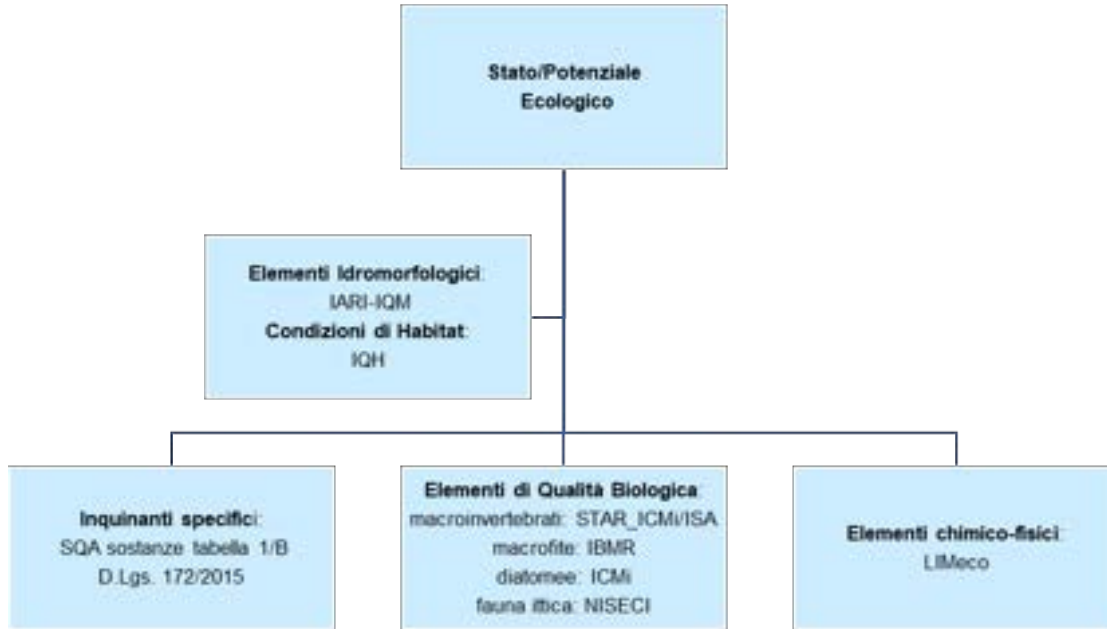 Stato/Potenziale
Ecologico
Elementi Idromorfologici:
IARI-IQM
Condizioni di Habitat:
IQH
Inquinanti specifici:
SQA sostanze tabella 1/B
D.Lgs. 172/2015
Elementi di Qualità Biologica:
macroinvertebrati: STAR_ICMi/ISA
macrofite: IBMR
diatomee: ICMi
fauna ittica: NISECI
Elementi chimico-fisici:
LIMeco